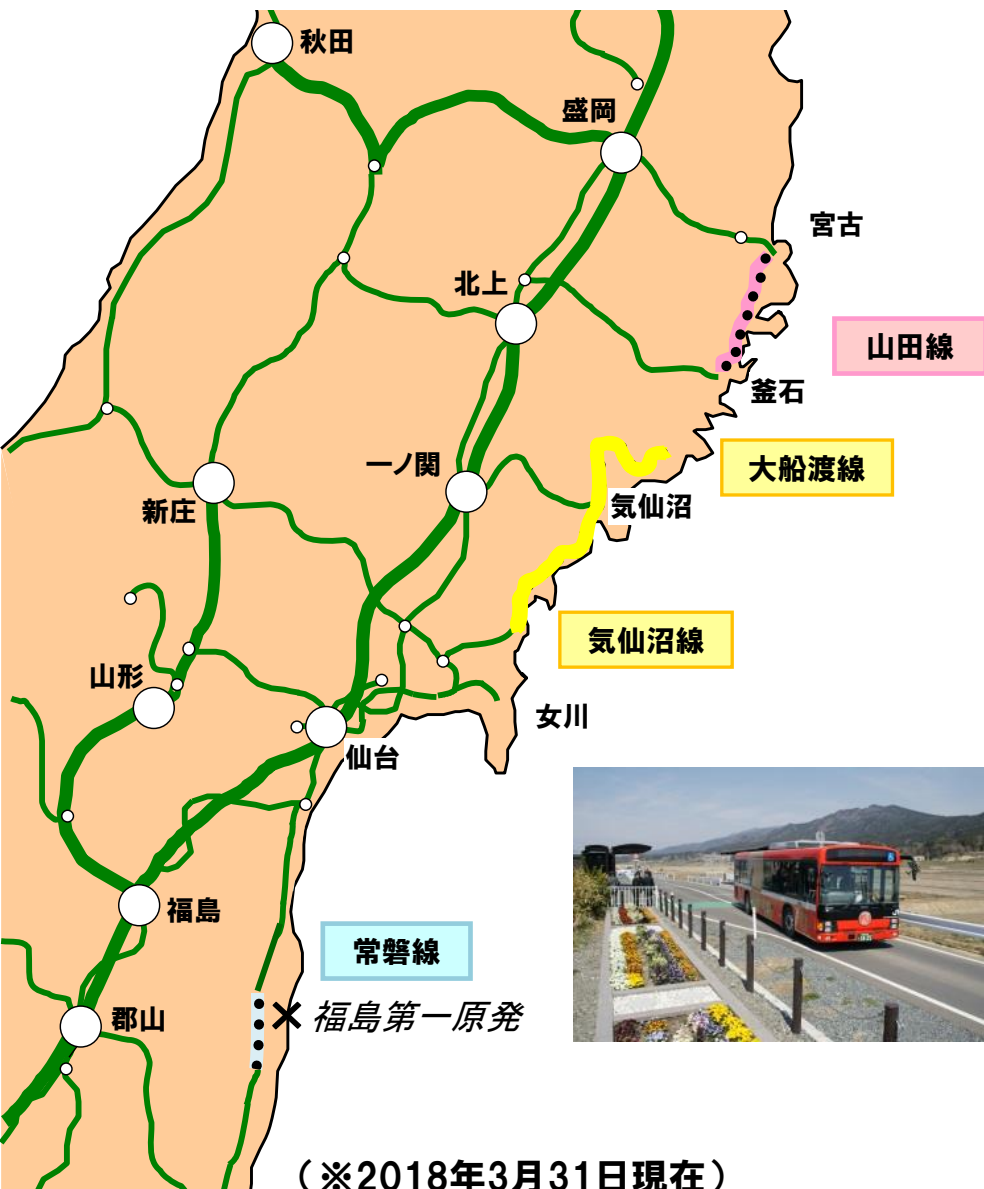 秋田
盛岡
宮古
北上
山田線
釜石
一ノ関
大船渡線
新庄
気仙沼
気仙沼線
山形
女川
仙台
福島
常磐線
福島第一原発
郡山
（※2018年3月31日現在）